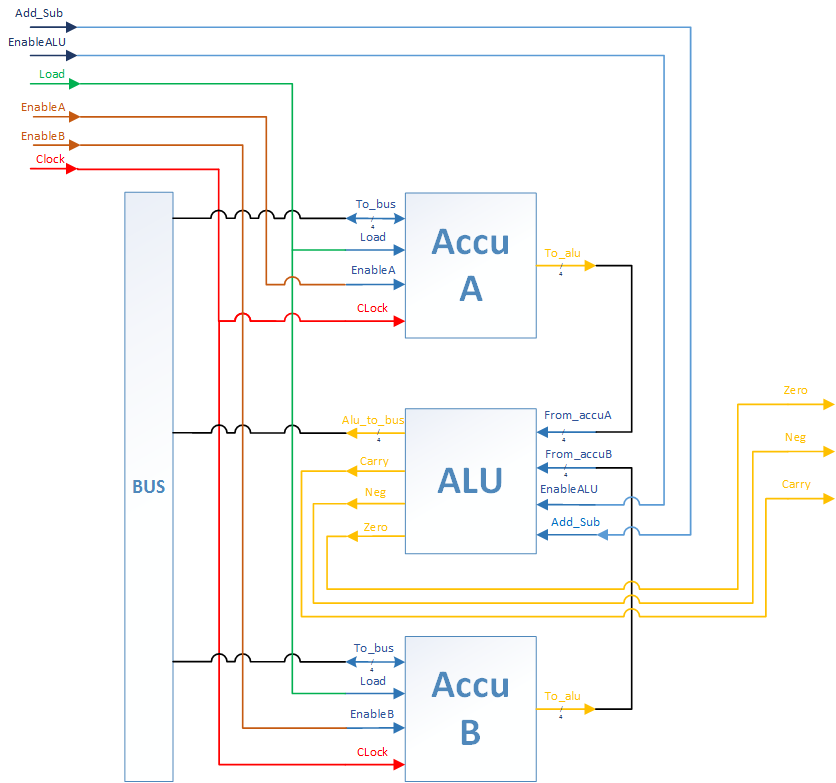 Add_Sub
EnableALU
Load
EnableA
EnableB
Clock
To_bus
4
Load
EnableA
CLock
Accu
A
To_alu
4
BUS
Alu_to_bus
4
Carry
Neg
Zero
ALU
From_accuA
4
From_accuB
4
EnableALU
Add_Sub
Zero
Neg
Carry
To_bus
4
Load
EnableB
CLock
Accu
B
To_alu
4